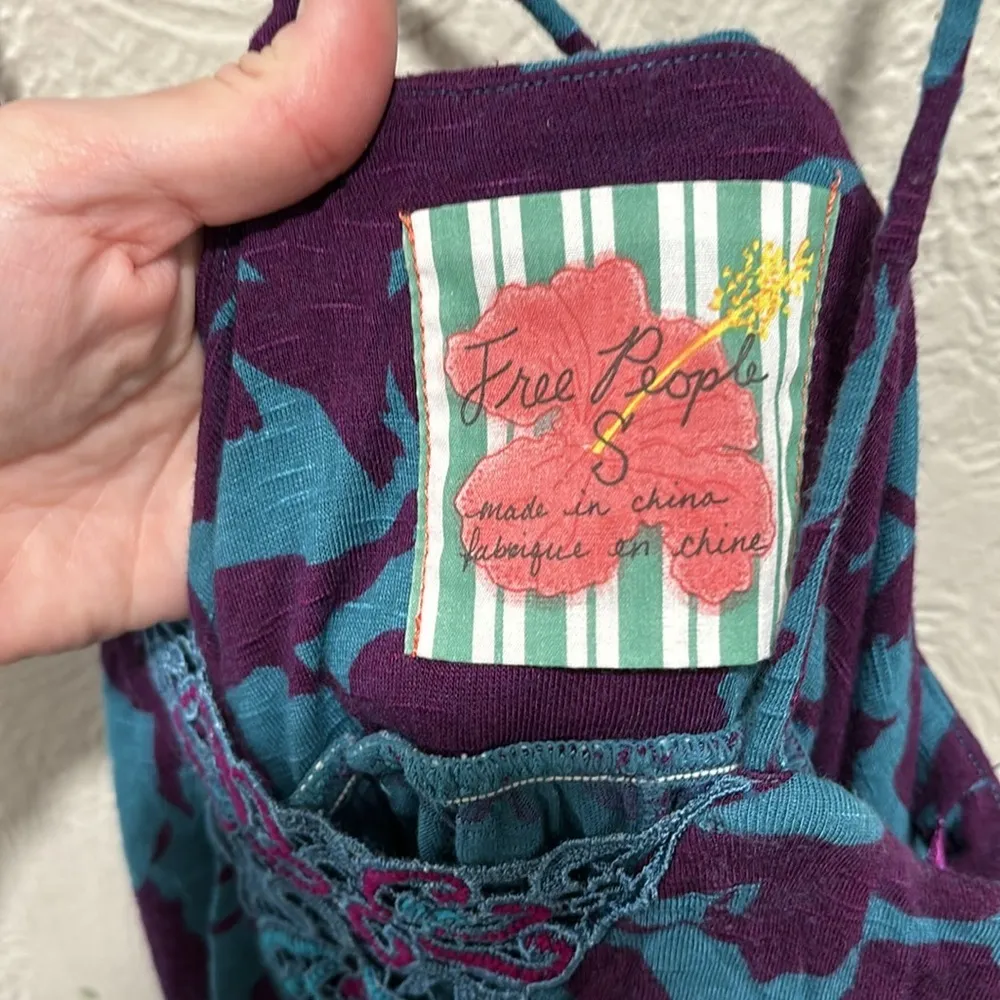 Free People
S
made in china
fabrique en chine